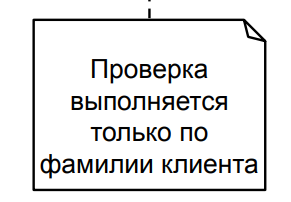 Проверка
выполняется
только по
фамилии клиента